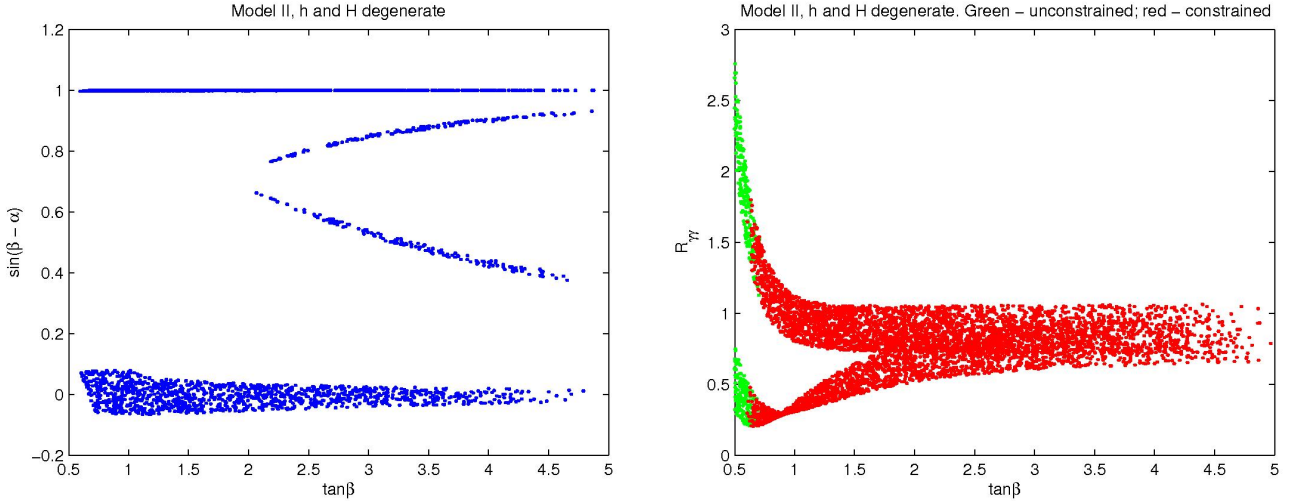 Model II, h and H degenerate
1.2
1
0.8
0.6
0.4
0.2
0
−0.2
sin(β − α)
0.5 1 1.5 2 2.5 3 3.5 4 4.5 5
tanβ
Model II, h and H degenerate. Green − unconstrained; red − constrained
3
2.5
2
1.5
1
0.5
0
Rγγ
0.5 1 1.5 2 2.5 3 3.5 4 4.5 5
tanβ